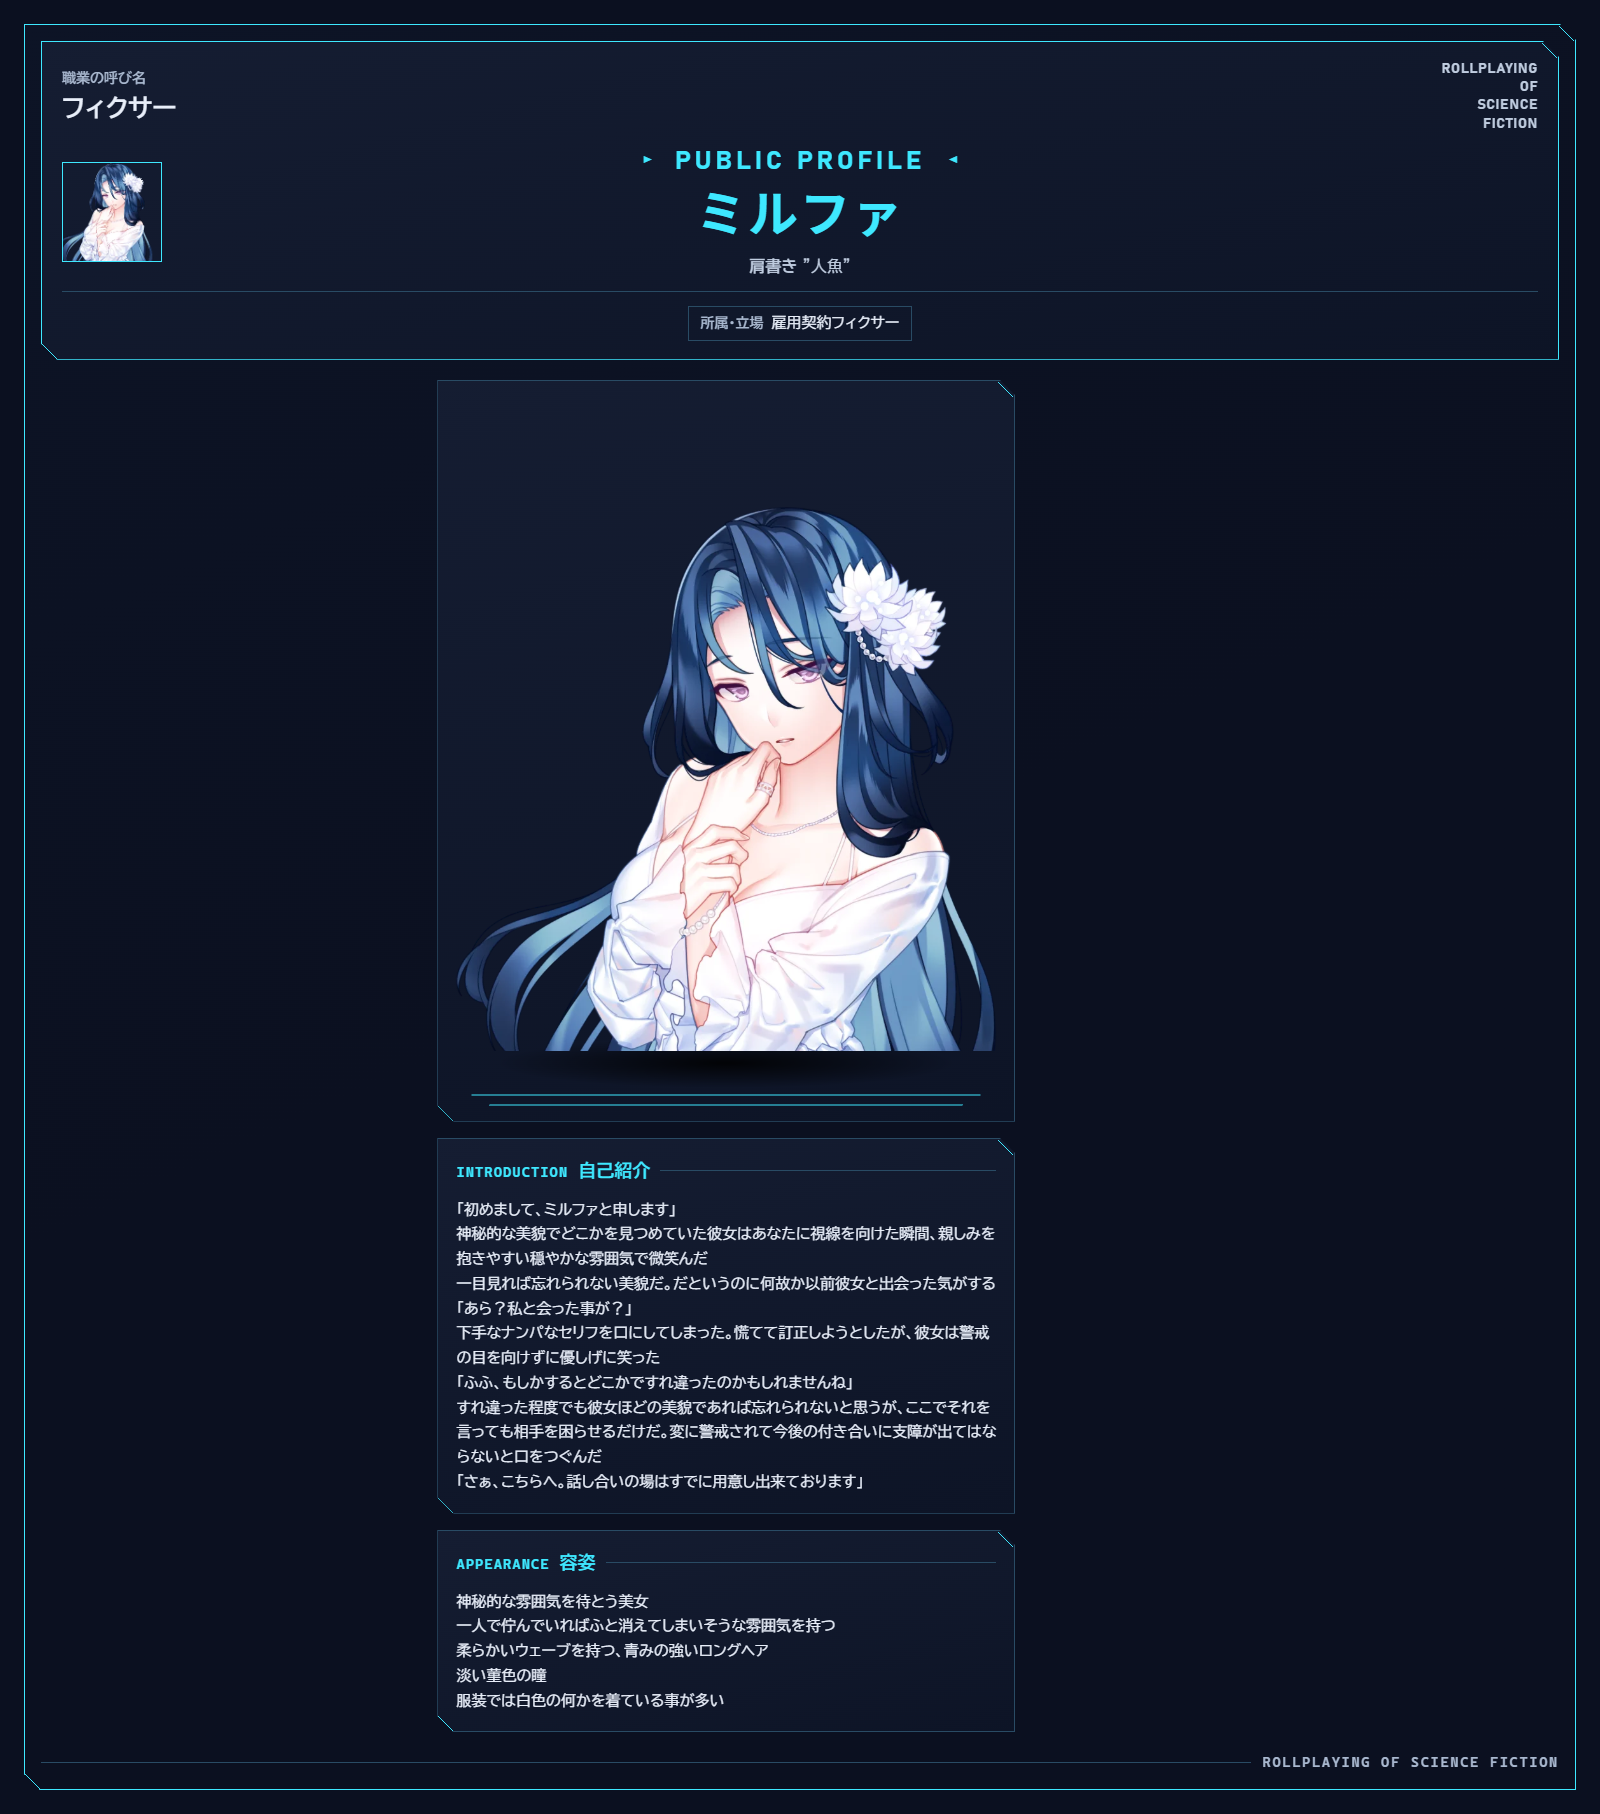 職業の呼び名
フィクサー
ROLLPLAYING
OF
SCIENCE
FICTION
PUBLIC PROFILE
ミルファ
肩書き ”人魚”
所属・立場 雇用契約フィクサー
INTRODUCTION 自己紹介
「初めまして、ミルファと申します」
神秘的な美貌でどこかを見つめていた彼女はあなたに視線を向けた瞬間、親しみを
抱きやすい穏やかな雰囲気で微笑んだ
一目見れば忘れられない美貌だ。だというのに何故か以前彼女と出会った気がする
「あら？私と会った事が？」
下手なナンパなセリフを口にしてしまった。慌てて訂正しようとしたが、彼女は警戒
の目を向けずに優しげに笑った
「ふふ、もしかするとどこかですれ違ったのかもしれませんね」
すれ違った程度でも彼女ほどの美貌であれば忘れられないと思うが、ここでそれを
言っても相手を困らせるだけだ。変に警戒されて今後の付き合いに支障が出てはな
らないと口をつぐんだ
「さぁ、こちらへ。話し合いの場はすでに用意し出来ております」
APPEARANCE 容姿
神秘的な雰囲気を待とう美女
一人で佇んでいればふと消えてしまいそうな雰囲気を持つ
柔らかいウェーブを持つ、青みの強いロングヘア
淡い菫色の瞳
服装では白色の何かを着ている事が多い
ROLLPLAYING OF SCIENCE FICTION